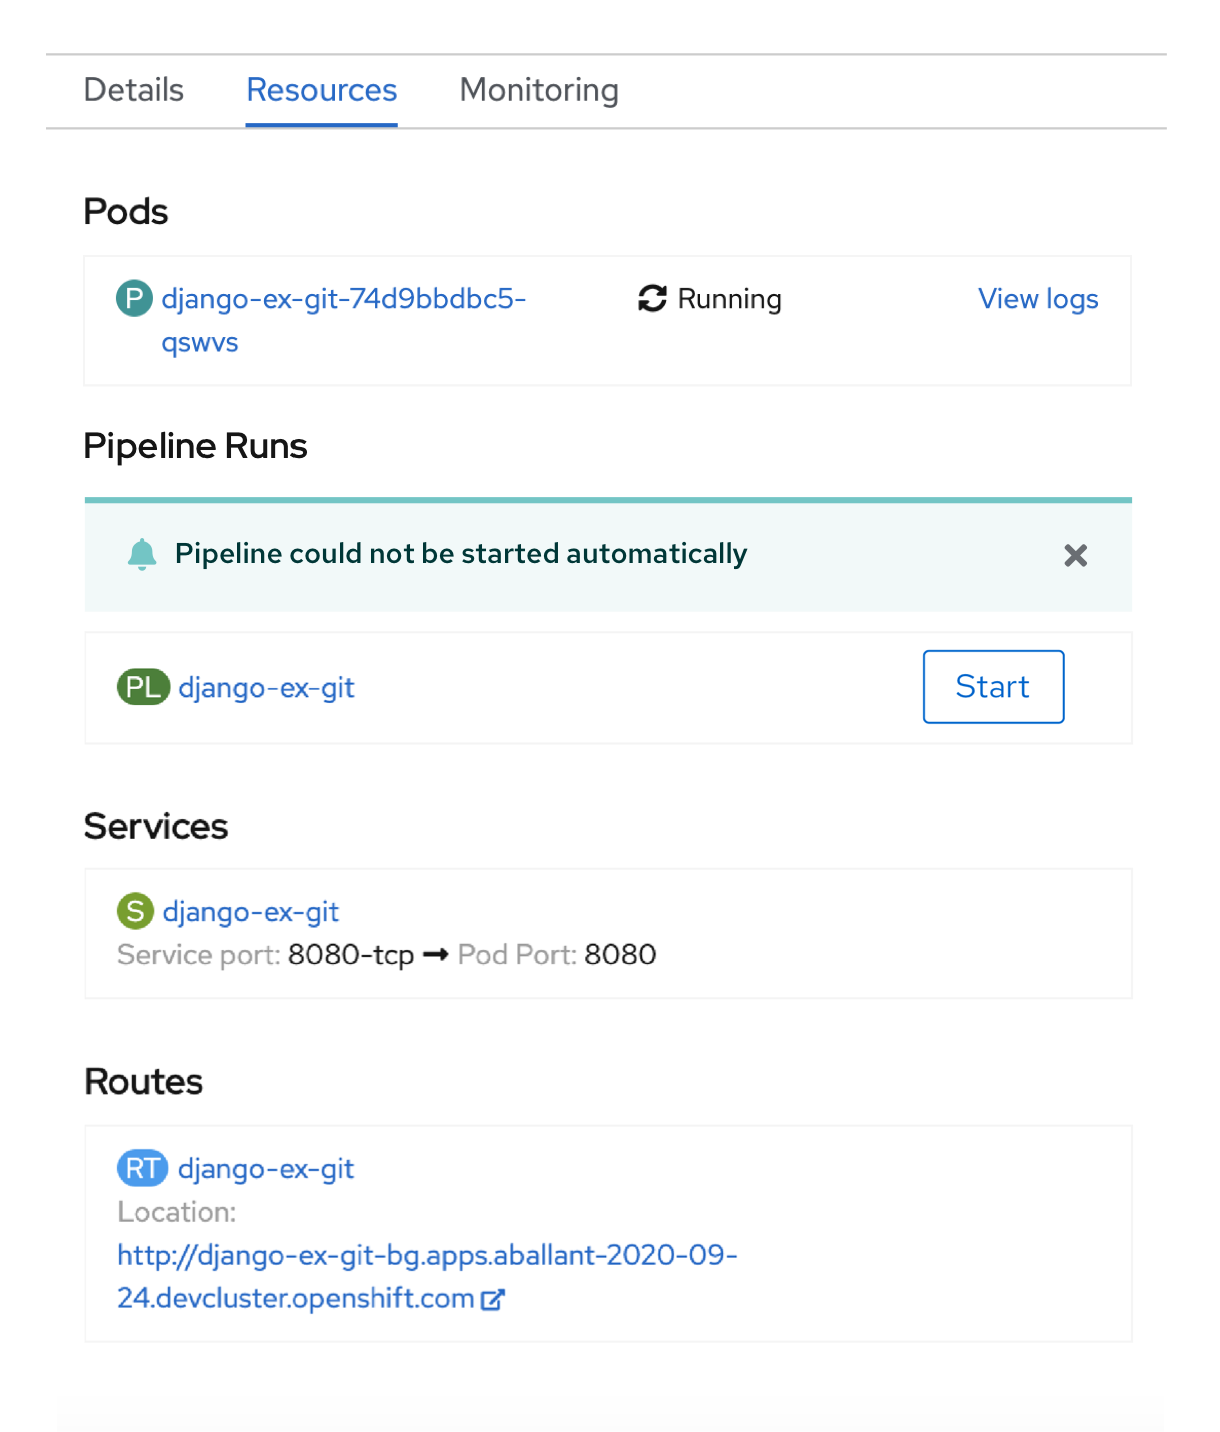 Details Resources Monitoring
Pods
P django-ex-git-74d9bbdbc5- Running View logs
qswvs
Pipeline Runs
Pipeline could not be started automatically
PL django-ex-git Start
Services
S django-ex-git
Service port: 8080-tcp → Pod Port: 8080
Routes
RT django-ex-git
Location:
http://django-ex-git-bg.apps.aballant-2020-09-
24.devcluster.openshift.com